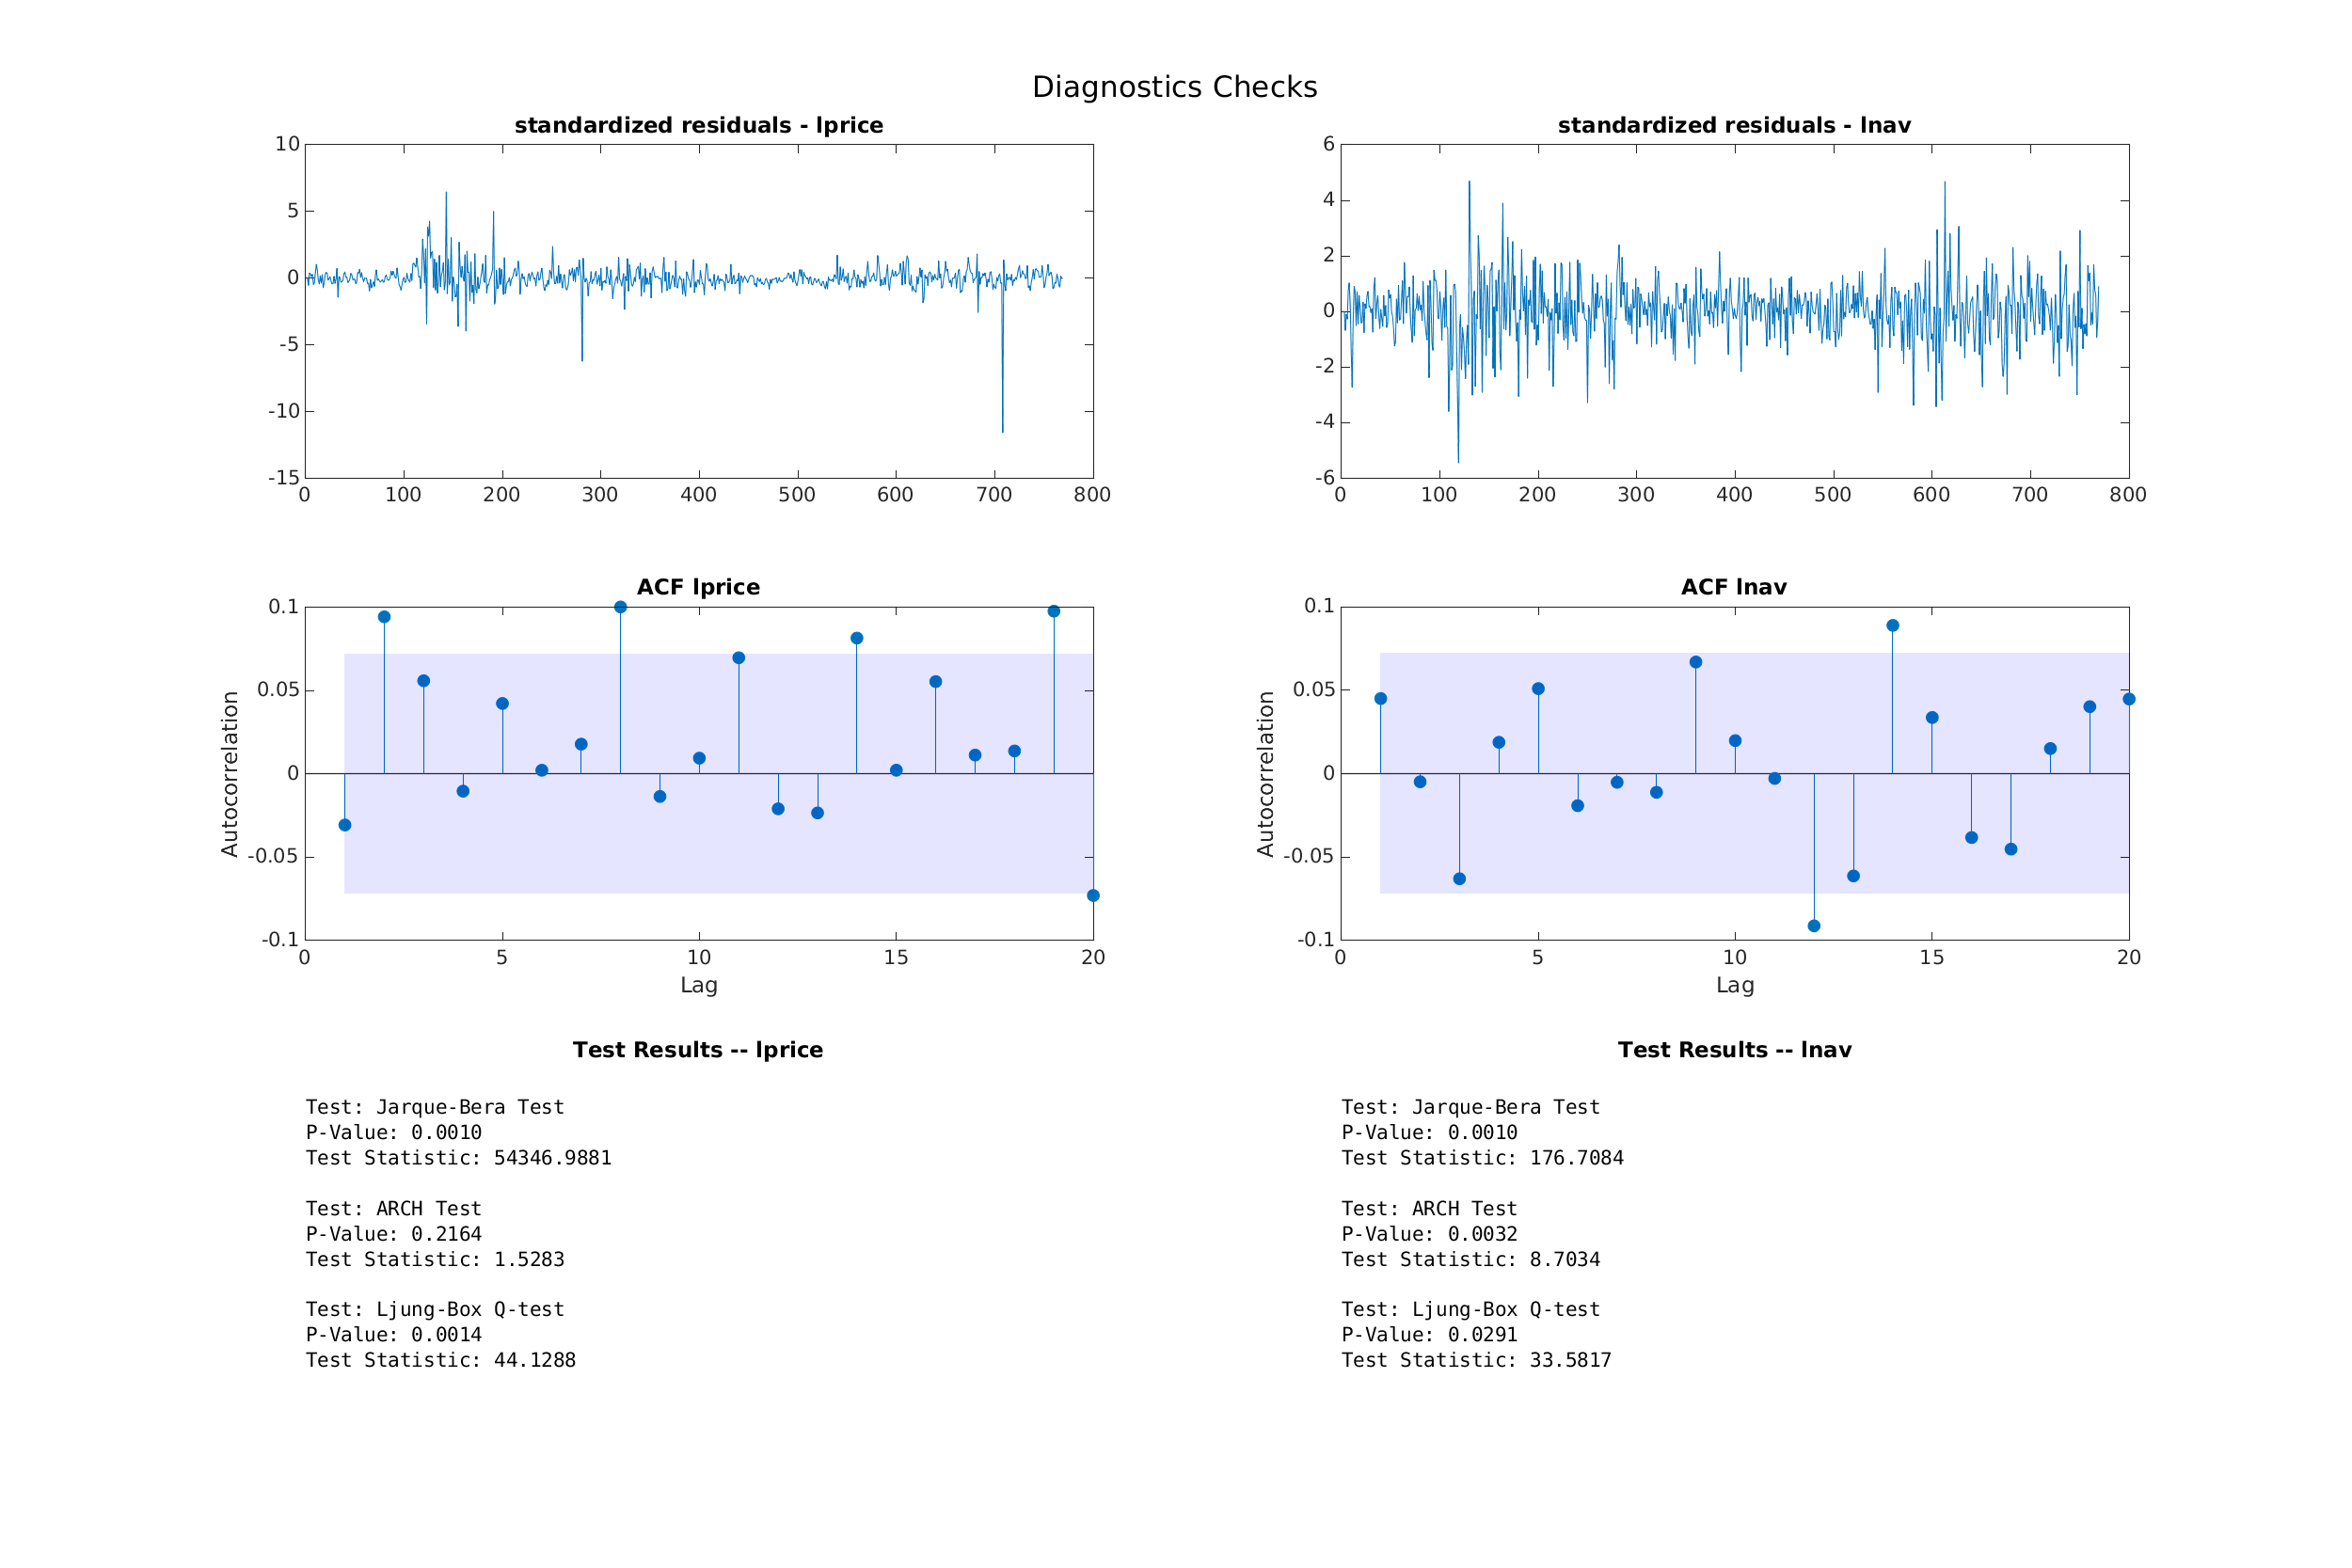 Diagnostics Checks
standardized residuals - lprice
10
5
0
-5
-10
-15
0 100 200 300 400 500 600 700 800
standardized residuals - lnav
6
4
2
0
-2
-4
-6
0 100 200 300 400 500 600 700 800
ACF lprice
Autocorrelation
0.1
0.05
0
-0.05
-0.1
0 5 10 15 20
Lag
ACF lnav
Autocorrelation
0.1
0.05
0
-0.05
-0.1
0 5 10 15 20
Lag
Test Results -- lprice
Test: Jarque-Bera Test
P-Value: 0.0010
Test Statistic: 54346.9881
Test: ARCH Test
P-Value: 0.2164
Test Statistic: 1.5283
Test: Ljung-Box Q-test
P-Value: 0.0014
Test Statistic: 44.1288
Test Results -- lnav
Test: Jarque-Bera Test
P-Value: 0.0010
Test Statistic: 176.7084
Test: ARCH Test
P-Value: 0.0032
Test Statistic: 8.7034
Test: Ljung-Box Q-test
P-Value: 0.0291
Test Statistic: 33.5817